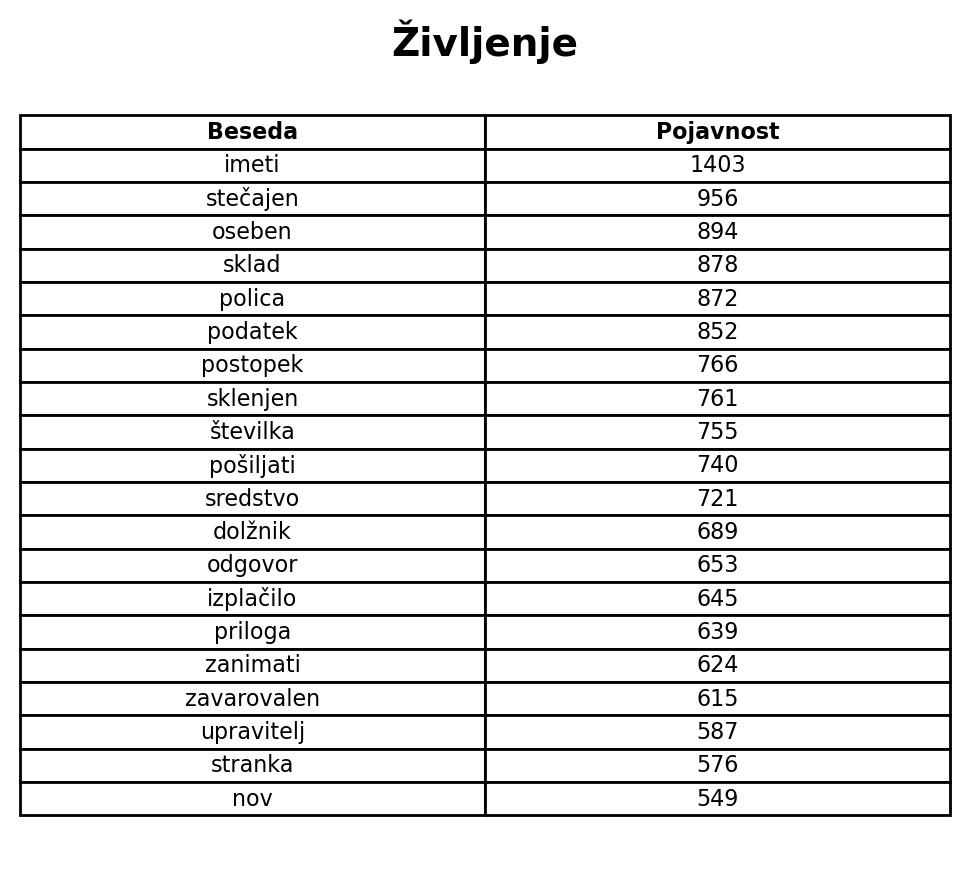 Življenje
Beseda Pojavnost
imeti 1403
stečajen 956
oseben 894
sklad 878
polica 872
podatek 852
postopek 766
sklenjen 761
številka 755
pošiljati 740
sredstvo 721
dolžnik 689
odgovor 653
izplačilo 645
priloga 639
zanimati 624
zavarovalen 615
upravitelj 587
stranka 576
nov 549